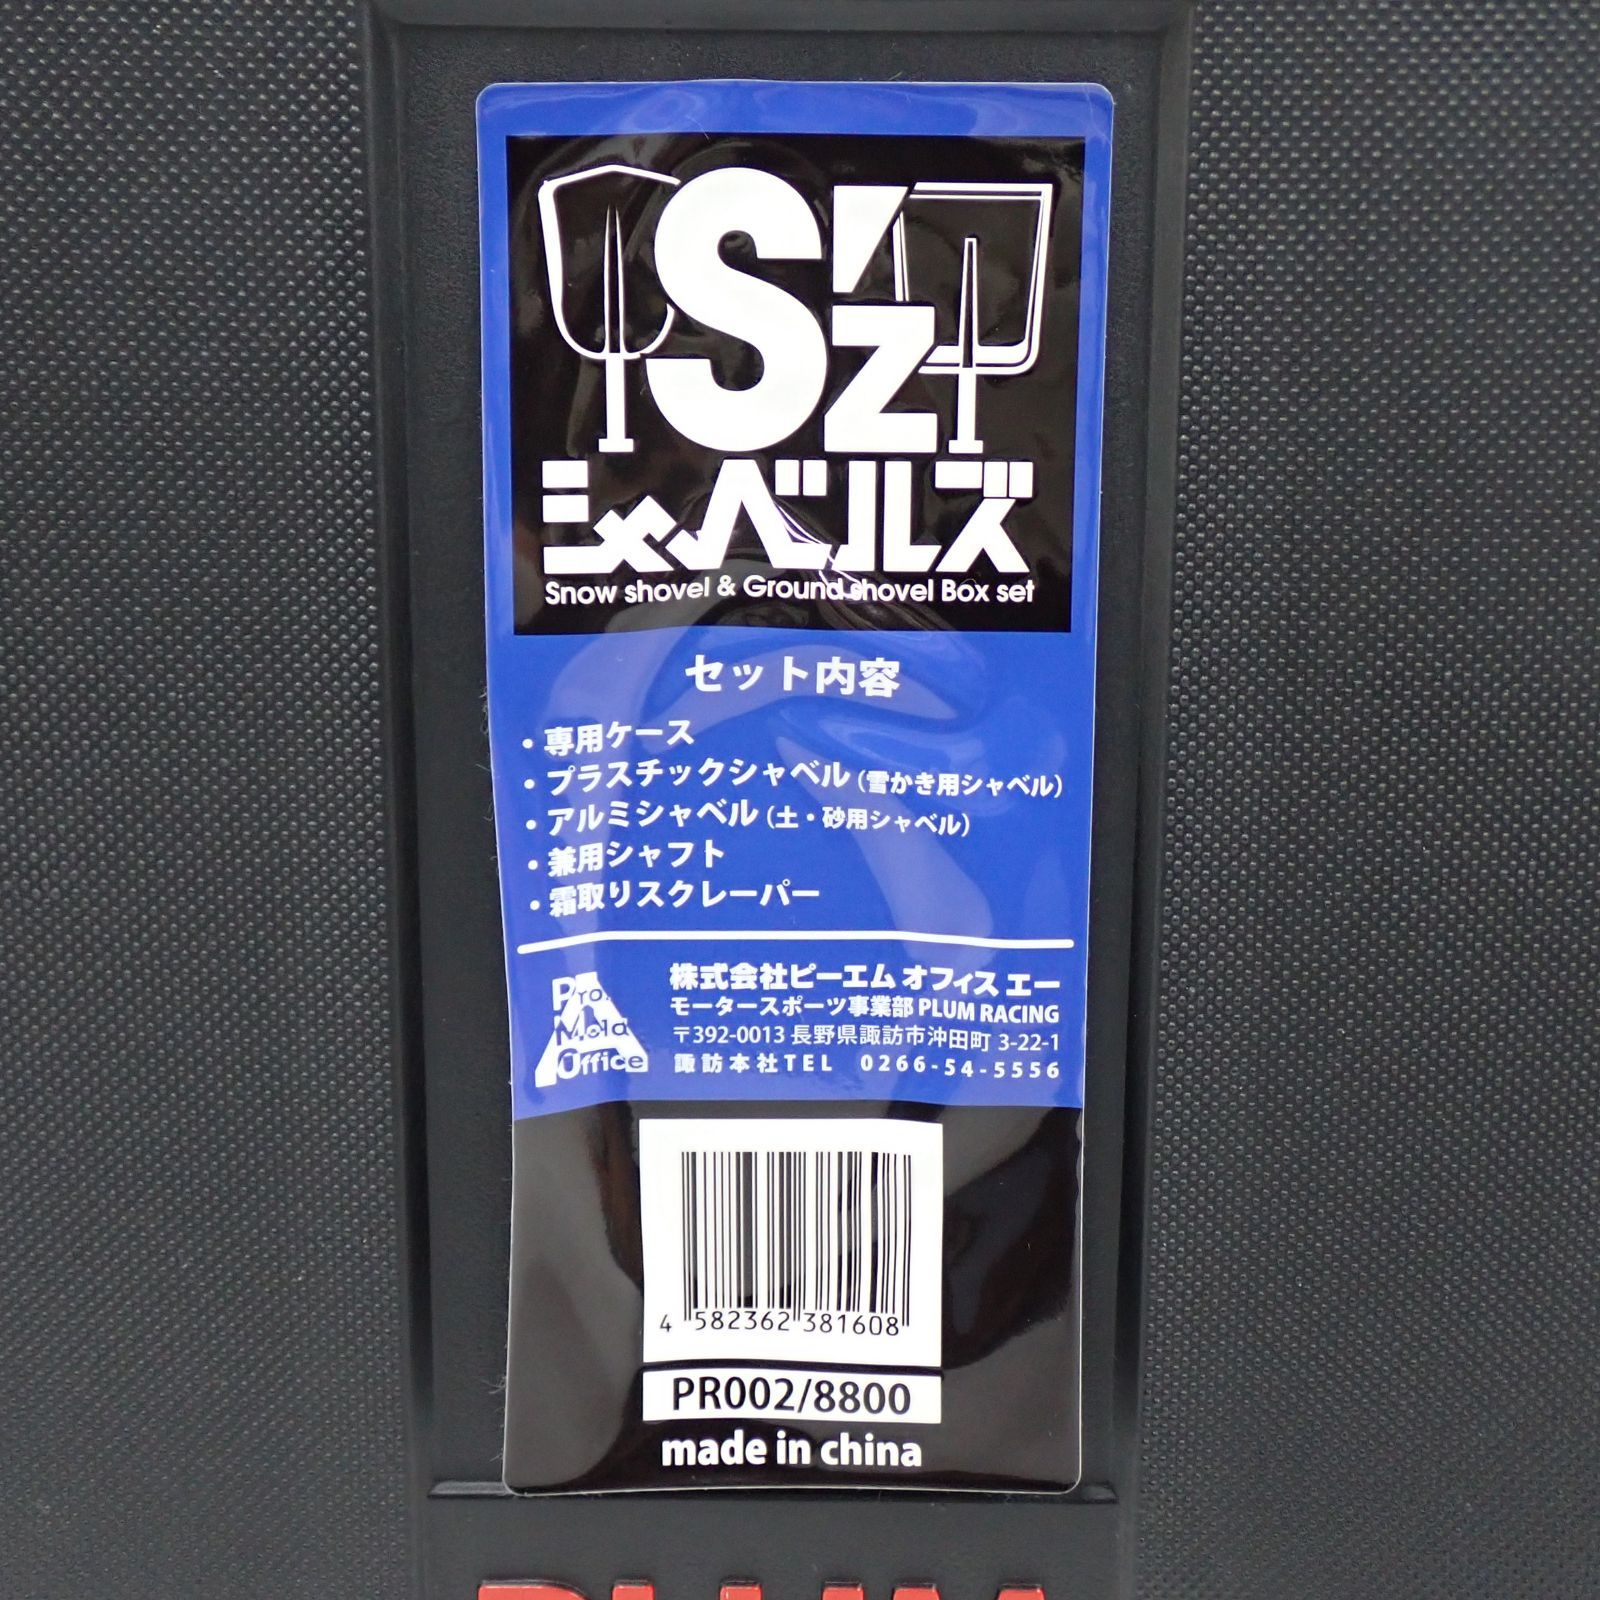 S'z
シャベルズ
Snow shovel & Ground shovel Box set
セット内容
・専用ケース
・プラスチックシャベル（雪かき用シャベル）
・アルミシャベル（土・砂用シャベル）
・兼用シャフト
・霜取りスクレーパー
株式会社ピーエム オフィス エー
モータースポーツ事業部 PLUM RACING
〒392-0013 長野県諏訪市沖田町 3-22-1
諏訪本社TEL 0266-54-5556
Mold
Office
4 582362 381608
PR002/8800
made in china